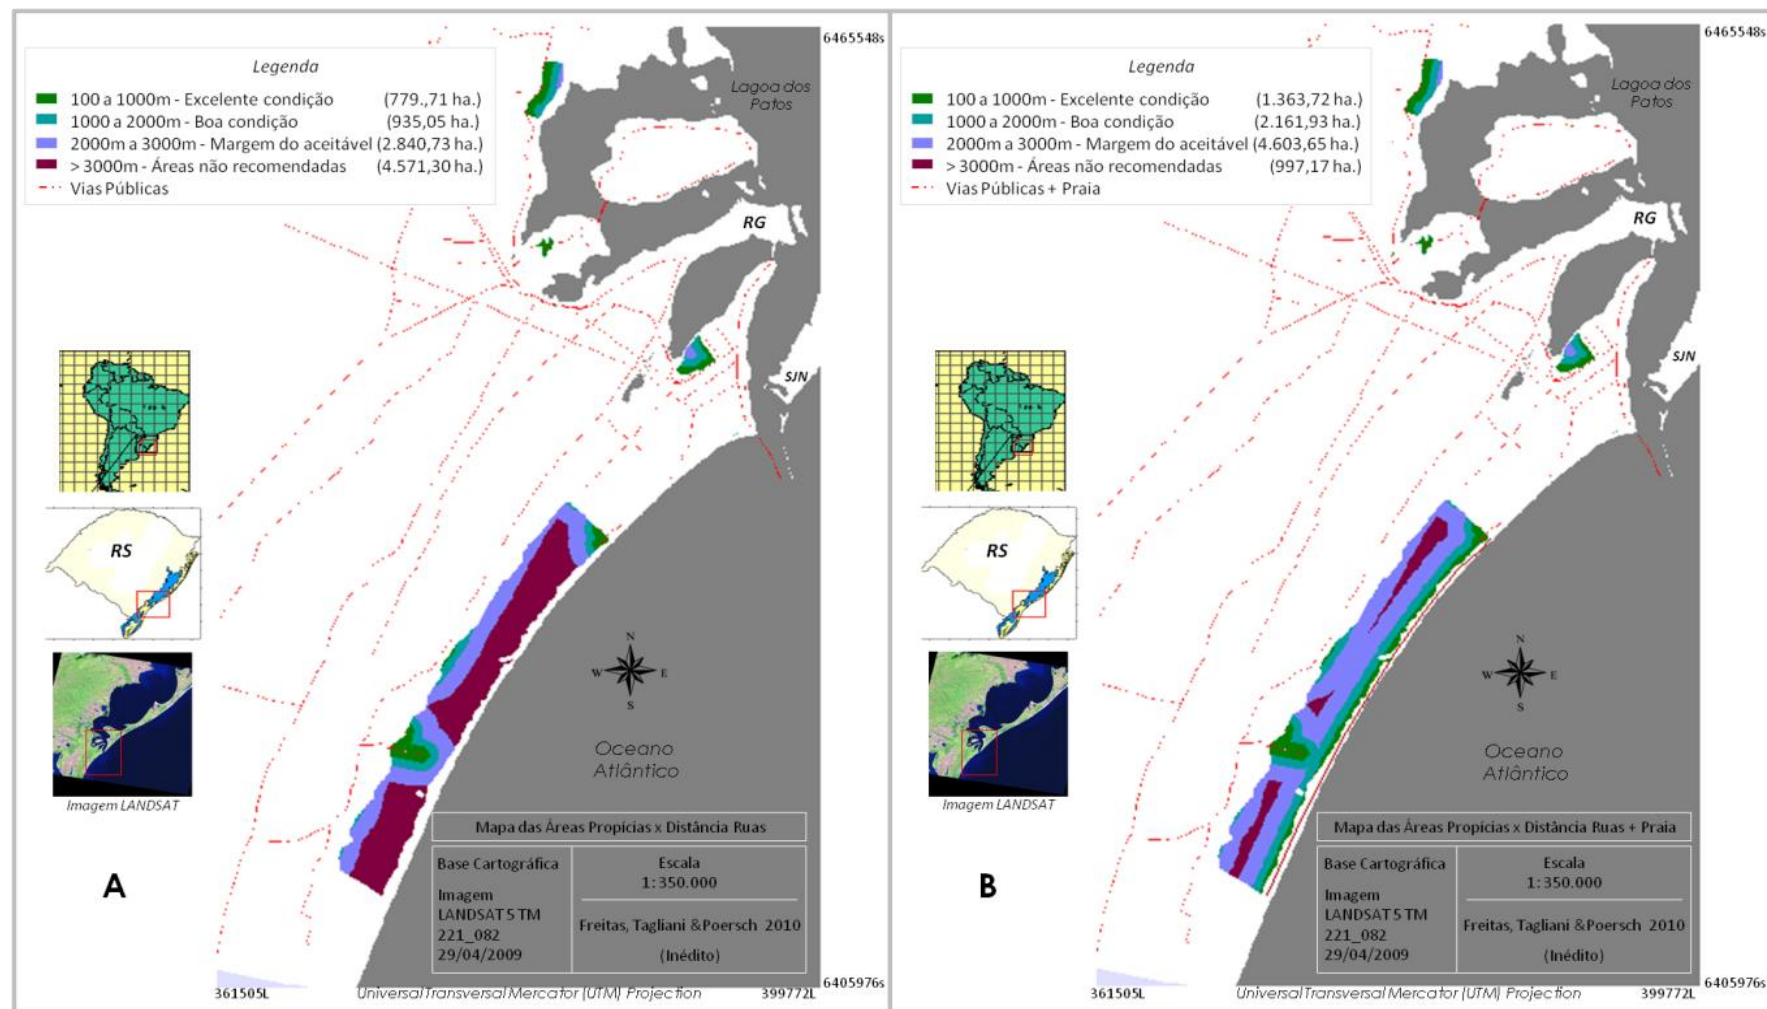 6465548s
Legenda
100 a 1000m - Excelente condição (779.,71 ha.)
1000 a 2000m - Boa condição (935,05 ha.)
2000m a 3000m - Margem do aceitável (2.840,73 ha.)
> 3000m - Áreas não recomendadas (4.571,30 ha.)
Vias Públicas
Lagoa dos
Patos
RG
SJN
RS
N
W E
S
Oceano
Atlântico
Imagem LANDSAT
Mapa das Áreas Propícias x Distância Ruas
Base Cartográfica
Imagem
LANDSAT 5 TM
221_082
29/04/2009
Escala
1:350.000
Freitas, Tagliani & Poersch 2010
(Inédito)
A
6405976s
361505L
Universal Transversal Mercator (UTM) Projection
399772L
6465548s
Legenda
100 a 1000m - Excelente condição (1.363,72 ha.)
1000 a 2000m - Boa condição (2.161,93 ha.)
2000m a 3000m - Margem do aceitável (4.603,65 ha.)
> 3000m - Áreas não recomendadas (997,17 ha.)
Vias Públicas + Praia
Lagoa dos
Patos
RG
SJN
RS
N
W E
S
Oceano
Atlântico
Imagem LANDSAT
Mapa das Áreas Propícias x Distância Ruas + Praia
Base Cartográfica
Imagem
LANDSAT 5 TM
221_082
29/04/2009
Escala
1:350.000
Freitas, Tagliani & Poersch 2010
(Inédito)
B
6405976s
361505L
Universal Transversal Mercator (UTM) Projection
399772L